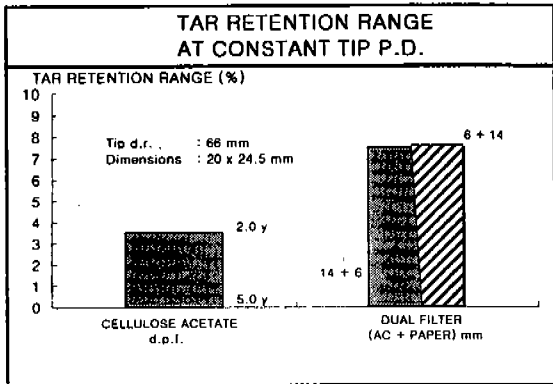 TAR RETENTION RANGE
AT CONSTANT TIP P.D.
TAR RETENTION RANGE (%)
10
9
8
7
6
5
4
3
2
1
0
Tip d.r. , : 66 mm
Dimensions : 20 x 24.5 mm
2.0 y
5.0 y
6 + 14
14 + 6
CELLULOSE ACETATE
d.p.f.
DUAL FILTER
(AC + PAPER) mm